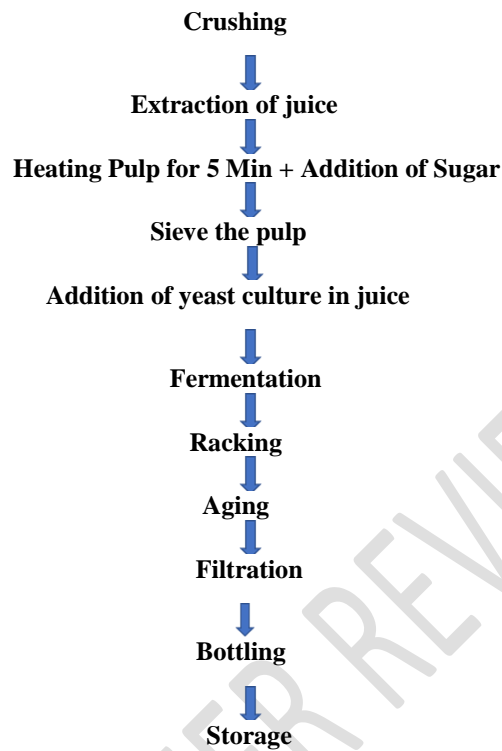 Crushing
Extraction of juice
Heating Pulp for 5 Min + Addition of Sugar
Sieve the pulp
Addition of yeast culture in juice
Fermentation
Racking
Aging
Filtration
Bottling
Storage